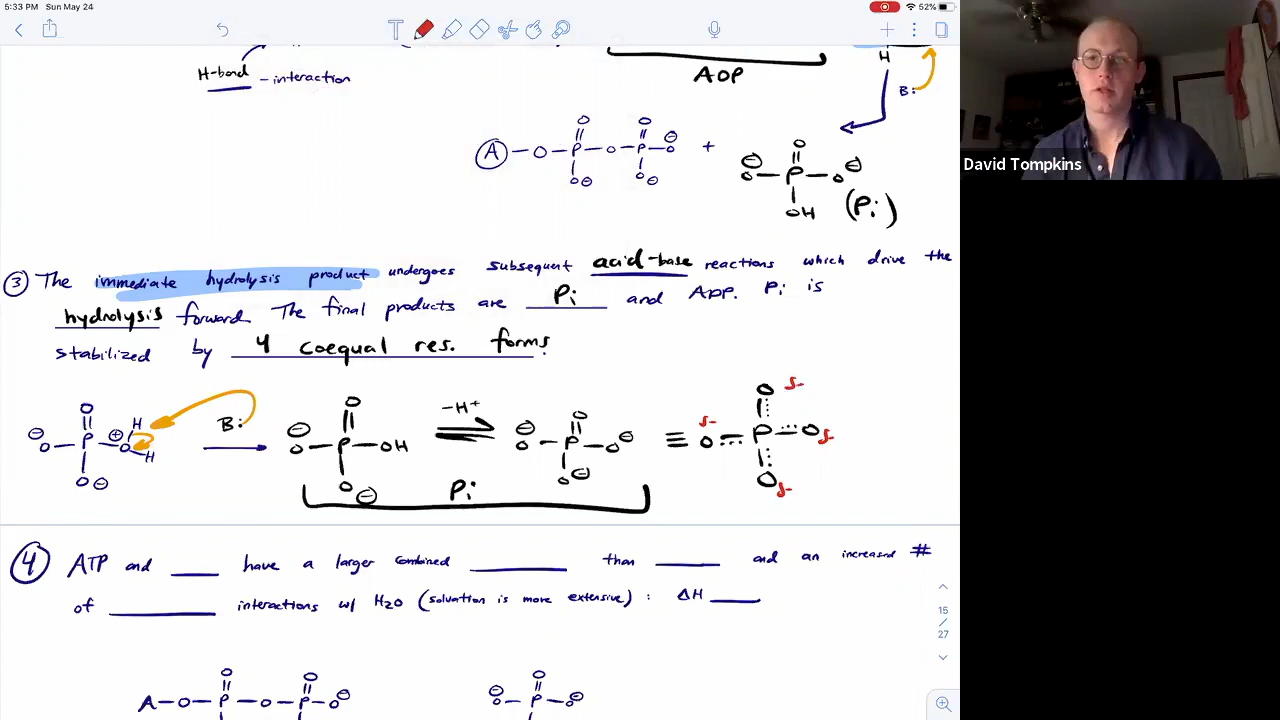 5:33 PM Sun May 24
52%
H-bond - interaction
ADP
H
B:
A-O-P-O-P-O⊖ + ⊖O-P-O⊖
OH (Pi)
③ The immediate hydrolysis product undergoes subsequent acid-base reactions which drive the
hydrolysis forward. The final products are Pi and ADP. Pi is
stabilized by 4 coequal res. forms.
B:
-H+
Pi
④ ATP and ____ have a larger combined ____ than ____ and an increased #
of ____ interactions w/ H2O (solvation is more extensive): ΔH ____
A-O-P-O-P-O⊖
David Tompkins
15
/
27